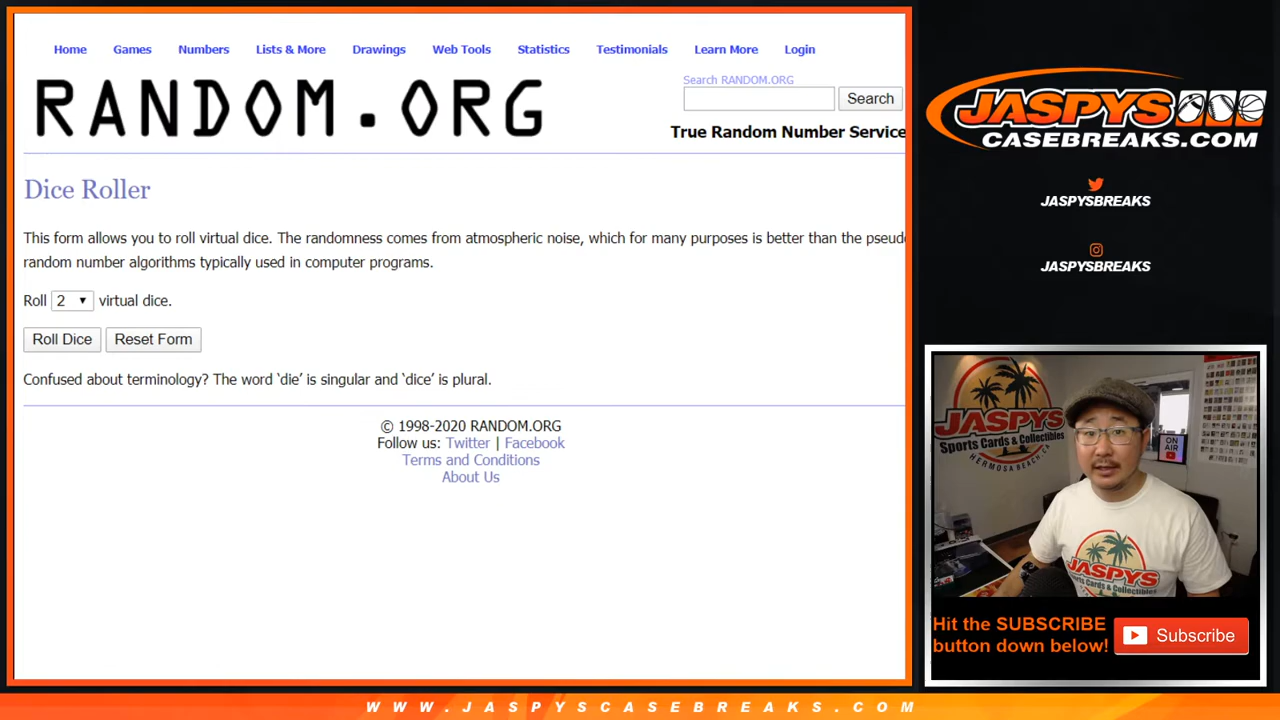 Home Games Numbers Lists & More Drawings Web Tools Statistics Testimonials Learn More Login
RANDOM.ORG
Search RANDOM.ORG
Search
True Random Number Service
Dice Roller
This form allows you to roll virtual dice. The randomness comes from atmospheric noise, which for many purposes is better than the pseudo
random number algorithms typically used in computer programs.
Roll 2 virtual dice.
Roll Dice Reset Form
Confused about terminology? The word ‘die’ is singular and ‘dice’ is plural.
© 1998-2020 RANDOM.ORG
Follow us: Twitter | Facebook
Terms and Conditions
About Us
JASPYS
CASEBREAKS.COM
JASPYSBREAKS
JASPYSBREAKS
JASPYS
Sports Cards & Collectibles
HERMOSA BEACH, CA
ON AIR
JASPYS
Hit the SUBSCRIBE
button down below!
Subscribe
WWW.JASPYSCASEBREAKS.COM